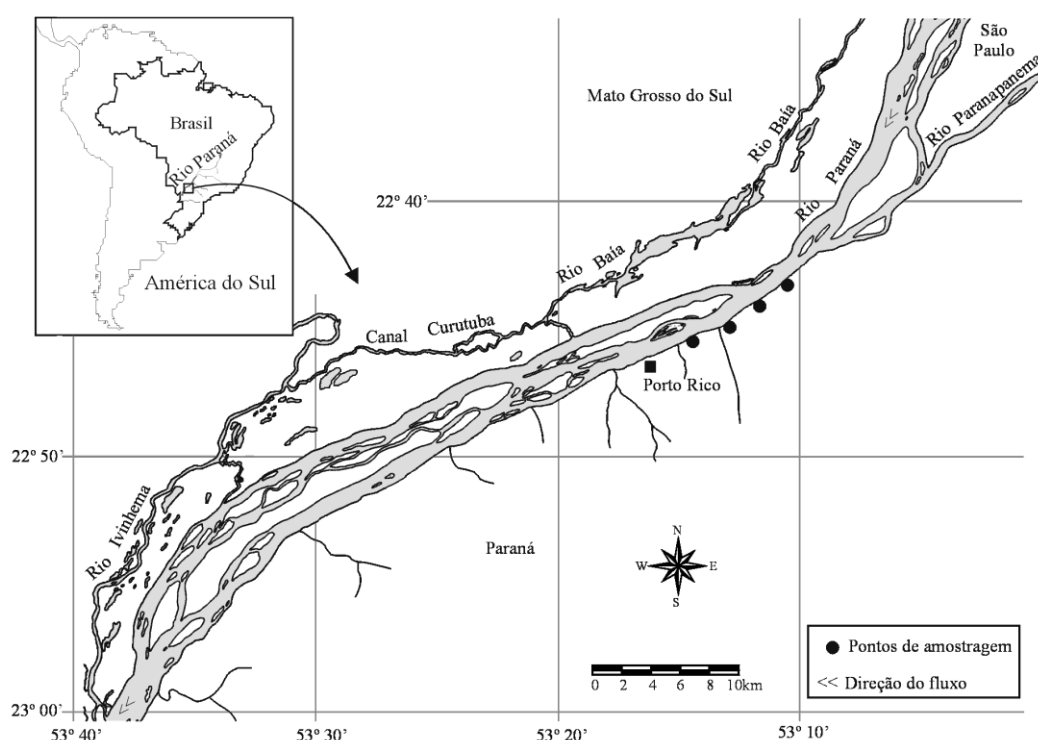 São
Paulo
Mato Grosso do Sul
Rio Paranapanema
Rio Baía
Brasil
Rio Paraná
Rio Paraná
22° 40'
Rio Baía
América do Sul
Canal Curutuba
Porto Rico
22° 50'
Rio Ivinhema
Paraná
N
W E
S
Pontos de amostragem
0 2 4 6 8 10km
<< Direção do fluxo
23° 00'
53° 40' 53° 30' 53° 20' 53° 10'